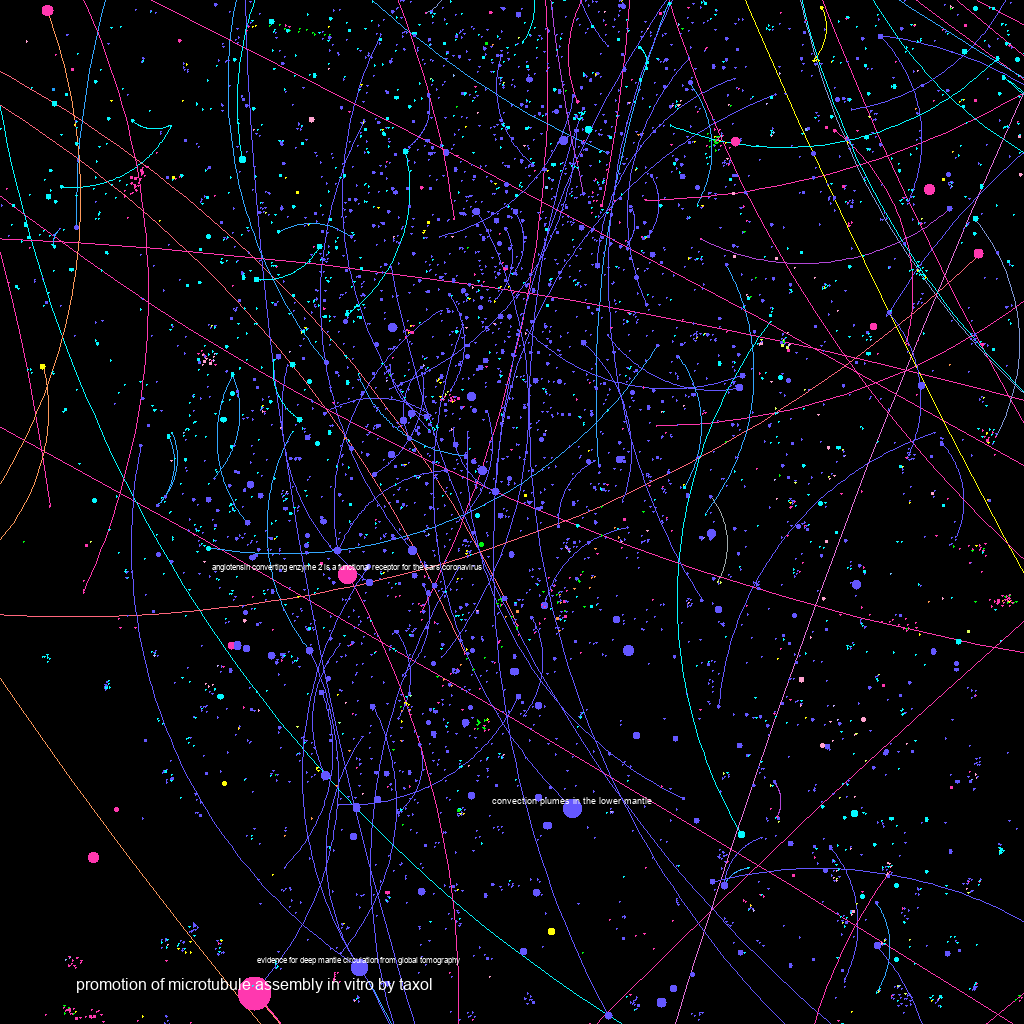 angiotensin converting enzyme 2 is a functional receptor for the sars coronavirus
convection plumes in the lower mantle
evidence for deep mantle circulation from global tomography
promotion of microtubule assembly in vitro by taxol